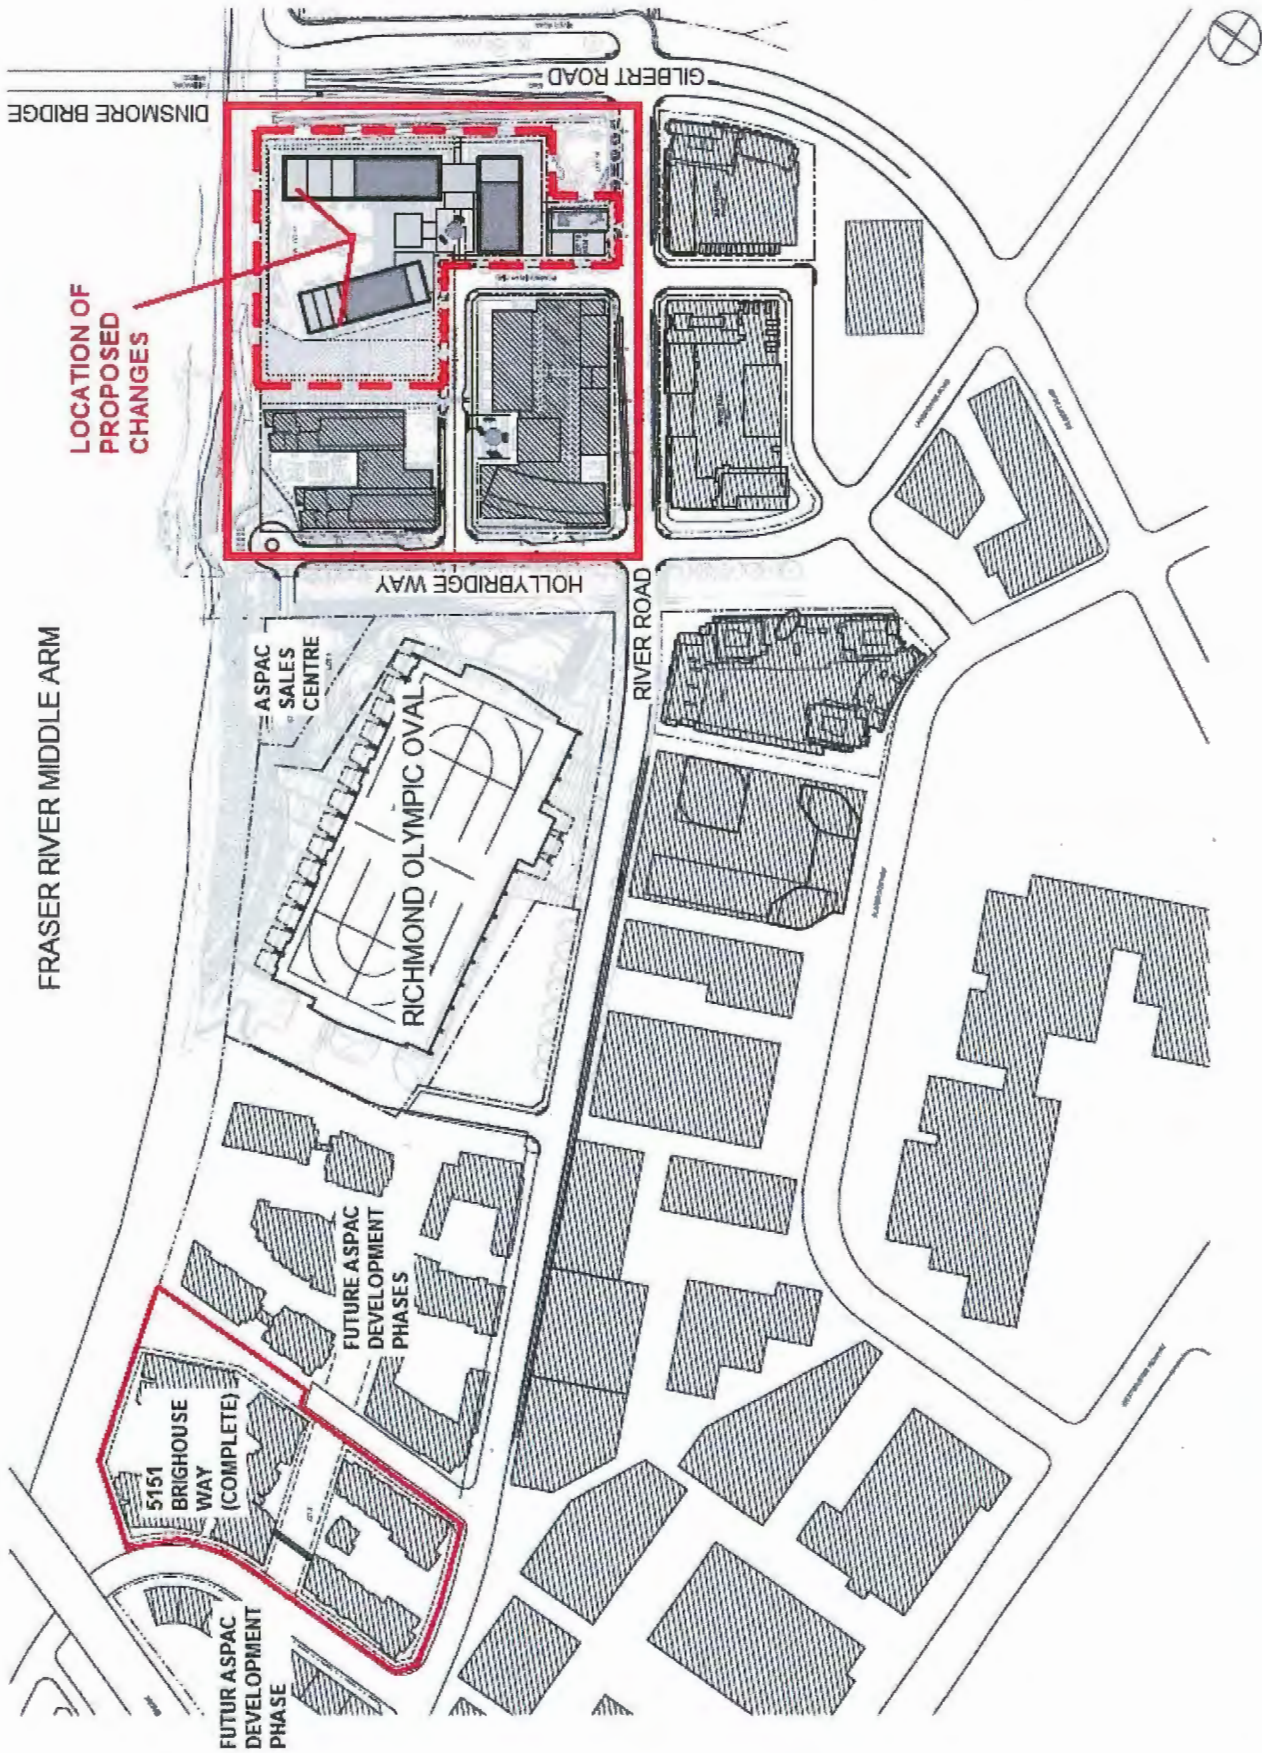 FRASER RIVER MIDDLE ARM
DINSMORE BRIDGE
GILBERT ROAD
LOCATION OF
PROPOSED
CHANGES
HOLLYBRIDGE WAY
RIVER ROAD
ASPAC
SALES
CENTRE
RICHMOND OLYMPIC OVAL
FUTURE ASPAC
DEVELOPMENT
PHASES
5151
BRIGHOUSE
WAY
(COMPLETE)
FUTUR ASPAC
DEVELOPMENT
PHASE